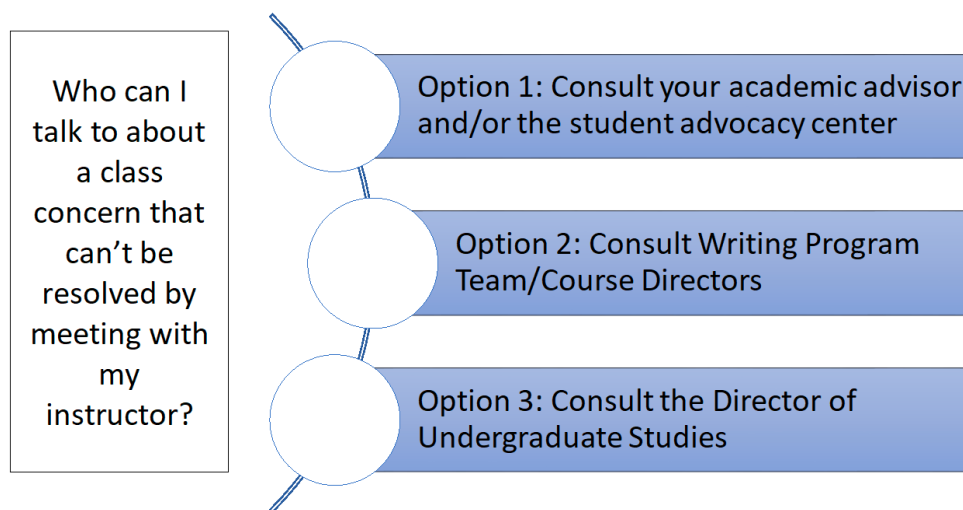 Who can I
talk to about
a class
concern that
can’t be
resolved by
meeting with
my
instructor?
Option 1: Consult your academic advisor
and/or the student advocacy center
Option 2: Consult Writing Program
Team/Course Directors
Option 3: Consult the Director of
Undergraduate Studies